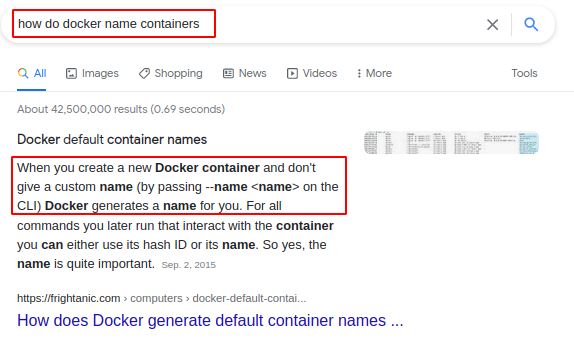 how do docker name containers
All Images Shopping News Videos More Tools
About 42,500,000 results (0.69 seconds)
Docker default container names
When you create a new Docker container and don't
give a custom name (by passing --name <name> on the
CLI) Docker generates a name for you. For all
commands you later run that interact with the container
you can either use its hash ID or its name. So yes, the
name is quite important. Sep. 2, 2015
https://frightanic.com › computers › docker-default-contai...
How does Docker generate default container names ...